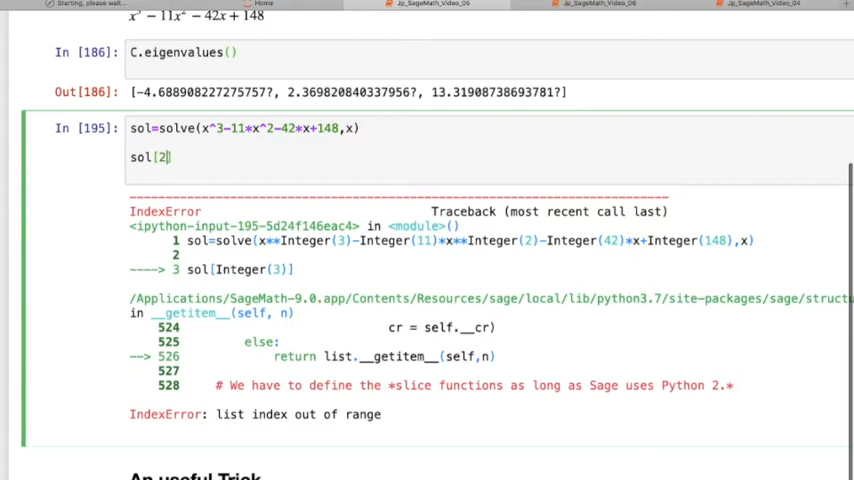 Starting, please wait... Home Jp_SageMath_Video_05 Jp_SageMath_Video_06 Jp_SageMath_Video_04
x³ − 11x² − 42x + 148
In [186]: C.eigenvalues()
Out[186]: [-4.688908227275757?, 2.369820840337956?, 13.31908738693781?]
In [195]: sol=solve(x^3-11*x^2-42*x+148,x)
sol[2]
IndexError Traceback (most recent call last)
<ipython-input-195-5d24f146eac4> in <module>()
1 sol=solve(x**Integer(3)-Integer(11)*x**Integer(2)-Integer(42)*x+Integer(148),x)
2
----> 3 sol[Integer(3)]
/Applications/SageMath-9.0.app/Contents/Resources/sage/local/lib/python3.7/site-packages/sage/struct
in __getitem__(self, n)
524 cr = self.__cr)
525 else:
--> 526 return list.__getitem__(self,n)
527
528 # We have to define the *slice functions as long as Sage uses Python 2.*
IndexError: list index out of range
An useful Trick